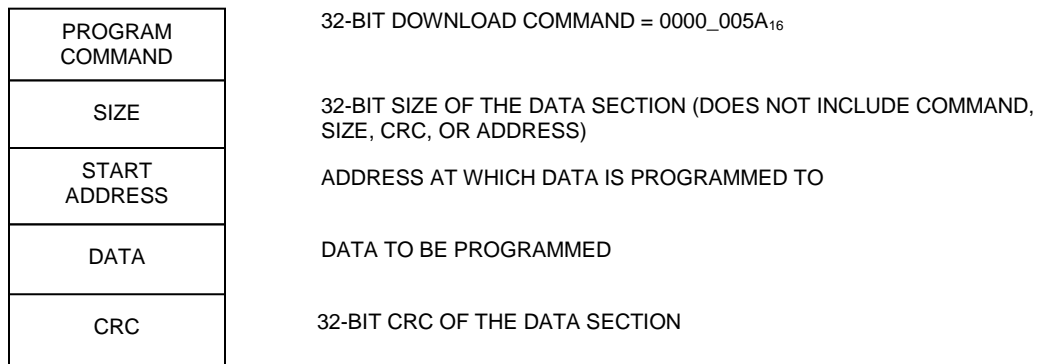 PROGRAM
COMMAND
32-BIT DOWNLOAD COMMAND = 0000_005A₁₆
SIZE
32-BIT SIZE OF THE DATA SECTION (DOES NOT INCLUDE COMMAND,
SIZE, CRC, OR ADDRESS)
START
ADDRESS
ADDRESS AT WHICH DATA IS PROGRAMMED TO
DATA
DATA TO BE PROGRAMMED
CRC
32-BIT CRC OF THE DATA SECTION